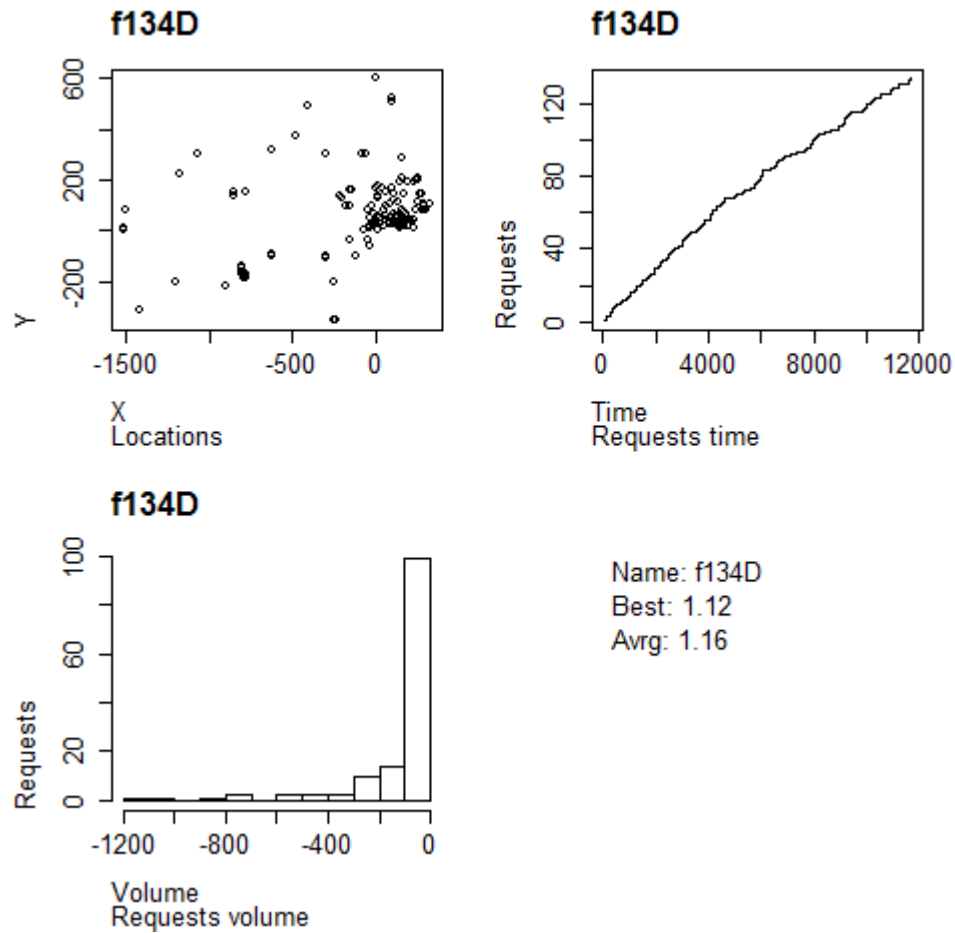 f134D
600
200
-200
Y
-1500
-500
0
X
Locations
f134D
120
80
40
0
Requests
0
4000
8000
12000
Time
Requests time
f134D
100
60
20
0
Requests
-1200
-800
-400
0
Volume
Requests volume
Name: f134D
Best: 1.12
Avrg: 1.16